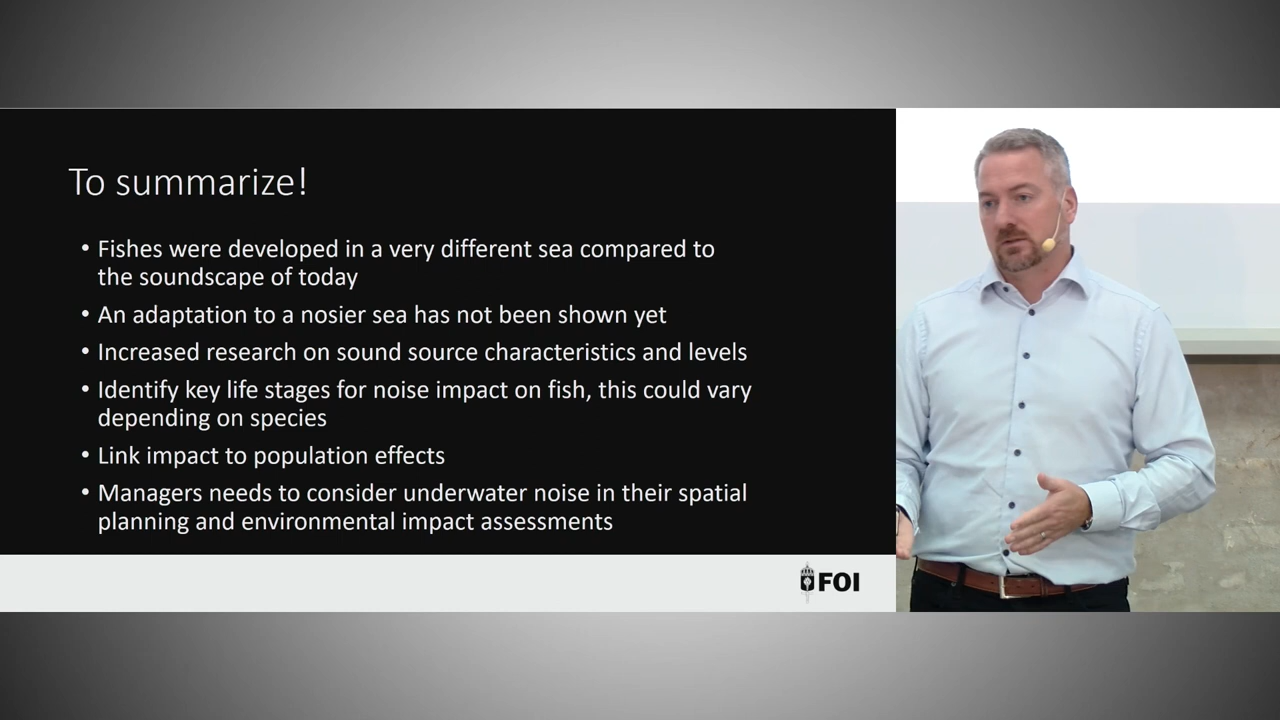 To summarize!
• Fishes were developed in a very different sea compared to
the soundscape of today
• An adaptation to a nosier sea has not been shown yet
• Increased research on sound source characteristics and levels
• Identify key life stages for noise impact on fish, this could vary
depending on species
• Link impact to population effects
• Managers needs to consider underwater noise in their spatial
planning and environmental impact assessments
FOI